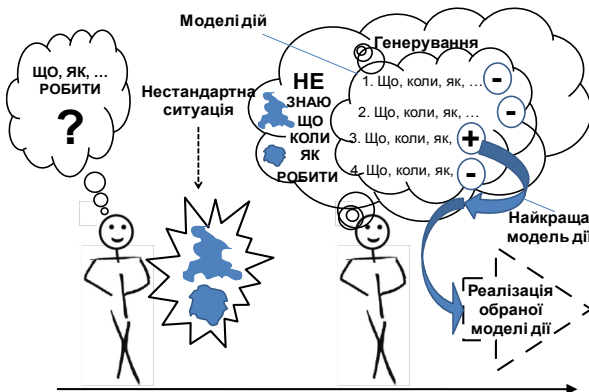 ЩО, ЯК, …
РОБИТИ
?
Нестандартна
ситуація
Моделі дій
Генерування
НЕ
ЗНАЮ
ЩО
КОЛИ
ЯК
РОБИТИ
1. Що, коли, як, … -
2. Що, коли, як, … -
3. Що, коли, як, +
4. Що, коли, як, -
Найкраща
модель дії
Реалізація
обраної
моделі дії